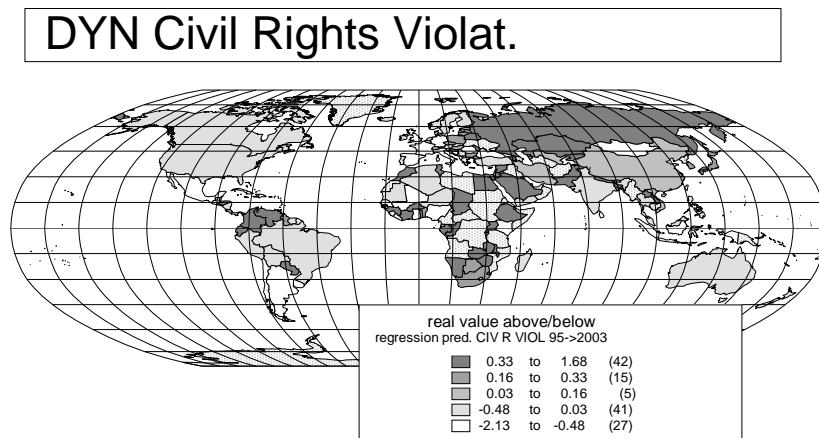 DYN Civil Rights Violat.
real value above/below
regression pred. CIV R VIOL 95->2003
0.33 to 1.68 (42)
0.16 to 0.33 (15)
0.03 to 0.16 (5)
-0.48 to 0.03 (41)
-2.13 to -0.48 (27)